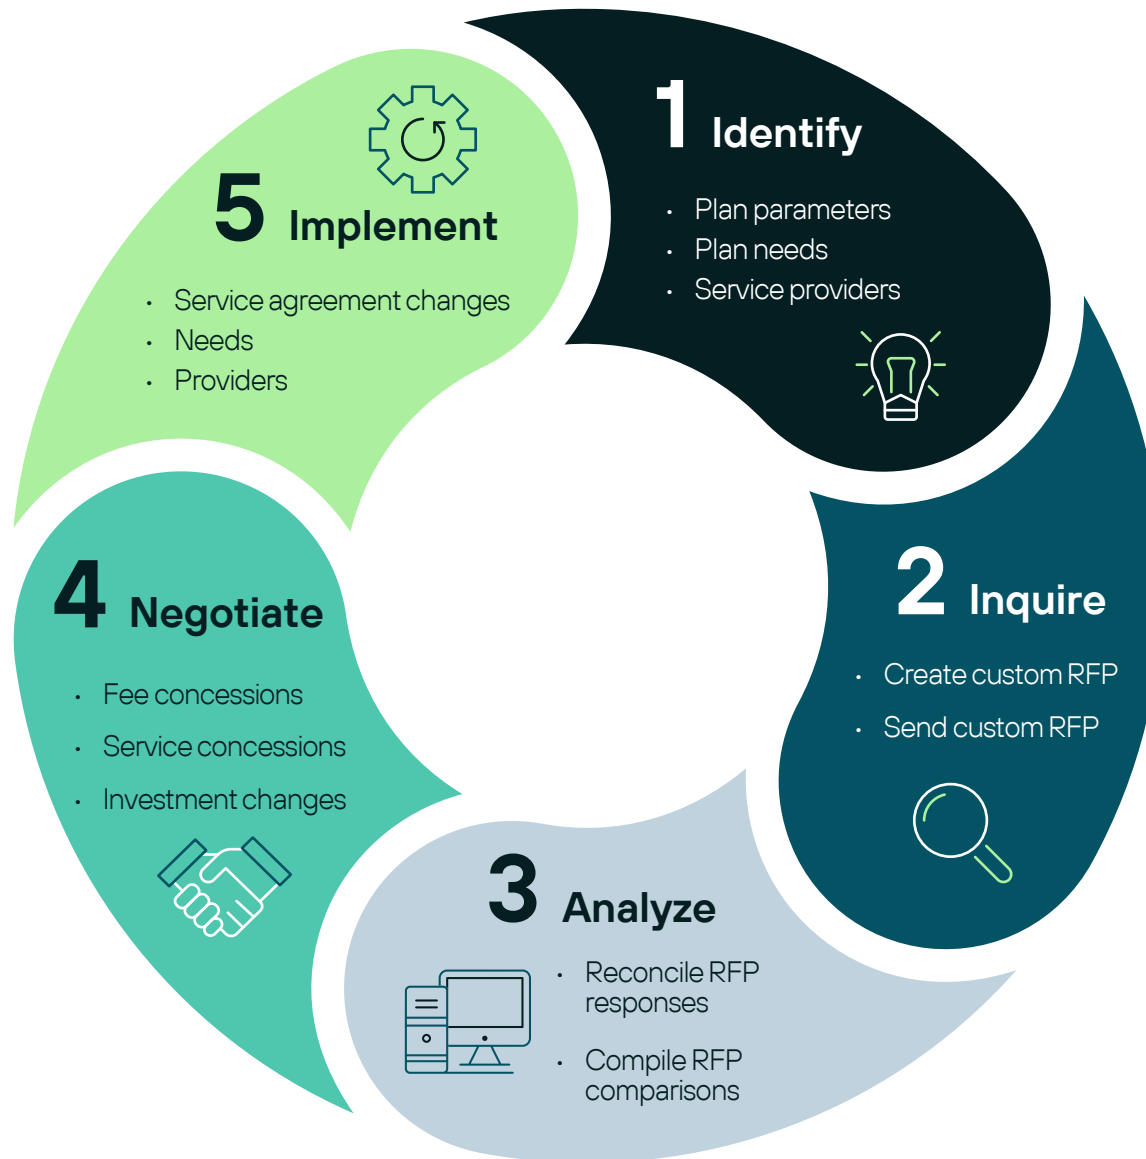 1 Identify
· Plan parameters
· Plan needs
· Service providers
2 Inquire
· Create custom RFP
· Send custom RFP
3 Analyze
· Reconcile RFP
responses
· Compile RFP
comparisons
4 Negotiate
· Fee concessions
· Service concessions
· Investment changes
5 Implement
· Service agreement changes
· Needs
· Providers